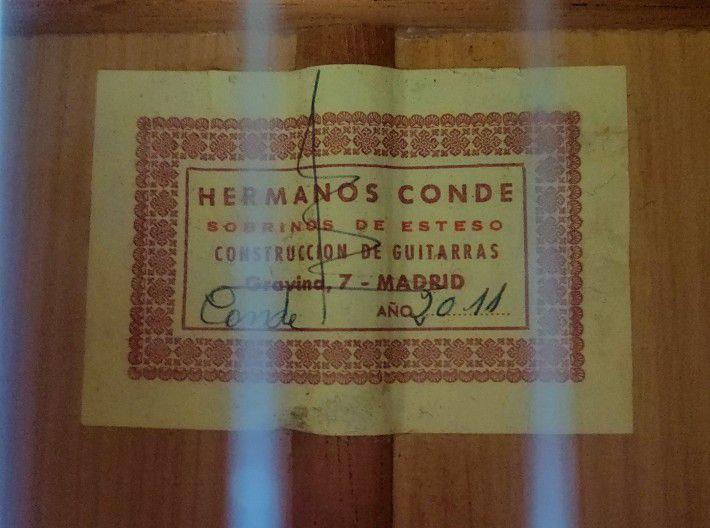 HERMANOS CONDE
SOBRINOS DE ESTESO
CONSTRUCCION DE GUITARRAS
Gravina, 7 - MADRID
Conde AÑO 2011